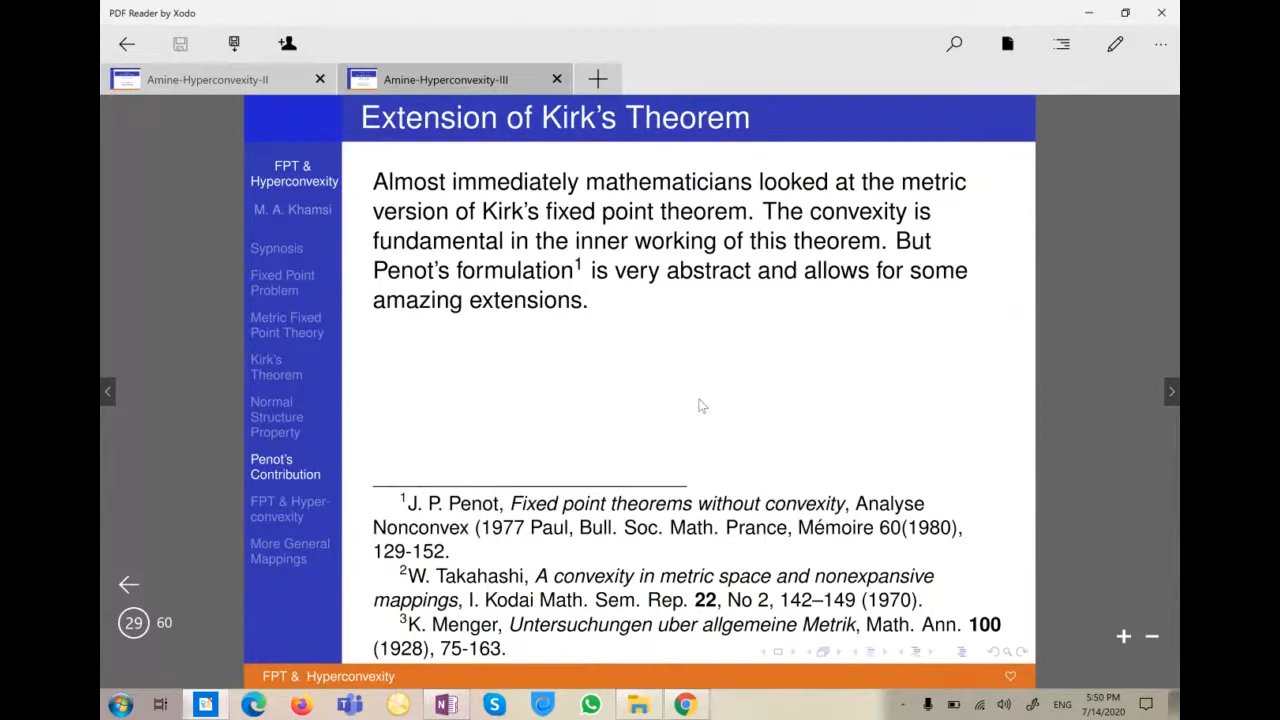 PDF Reader by Xodo
Amine-Hyperconvexity-II
Amine-Hyperconvexity-III
Extension of Kirk's Theorem
FPT &
Hyperconvexity
M. A. Khamsi
Sypnosis
Fixed Point
Problem
Metric Fixed
Point Theory
Kirk's
Theorem
Normal
Structure
Property
Penot's
Contribution
FPT & Hyper-
convexity
More General
Mappings
Almost immediately mathematicians looked at the metric
version of Kirk's fixed point theorem. The convexity is
fundamental in the inner working of this theorem. But
Penot's formulation¹ is very abstract and allows for some
amazing extensions.
¹J. P. Penot, Fixed point theorems without convexity, Analyse
Nonconvex (1977 Paul, Bull. Soc. Math. Prance, Mémoire 60(1980),
129-152.
²W. Takahashi, A convexity in metric space and nonexpansive
mappings, I. Kodai Math. Sem. Rep. 22, No 2, 142–149 (1970).
³K. Menger, Untersuchungen uber allgemeine Metrik, Math. Ann. 100
(1928), 75-163.
29 60
FPT & Hyperconvexity
ENG
5:50 PM
7/14/2020